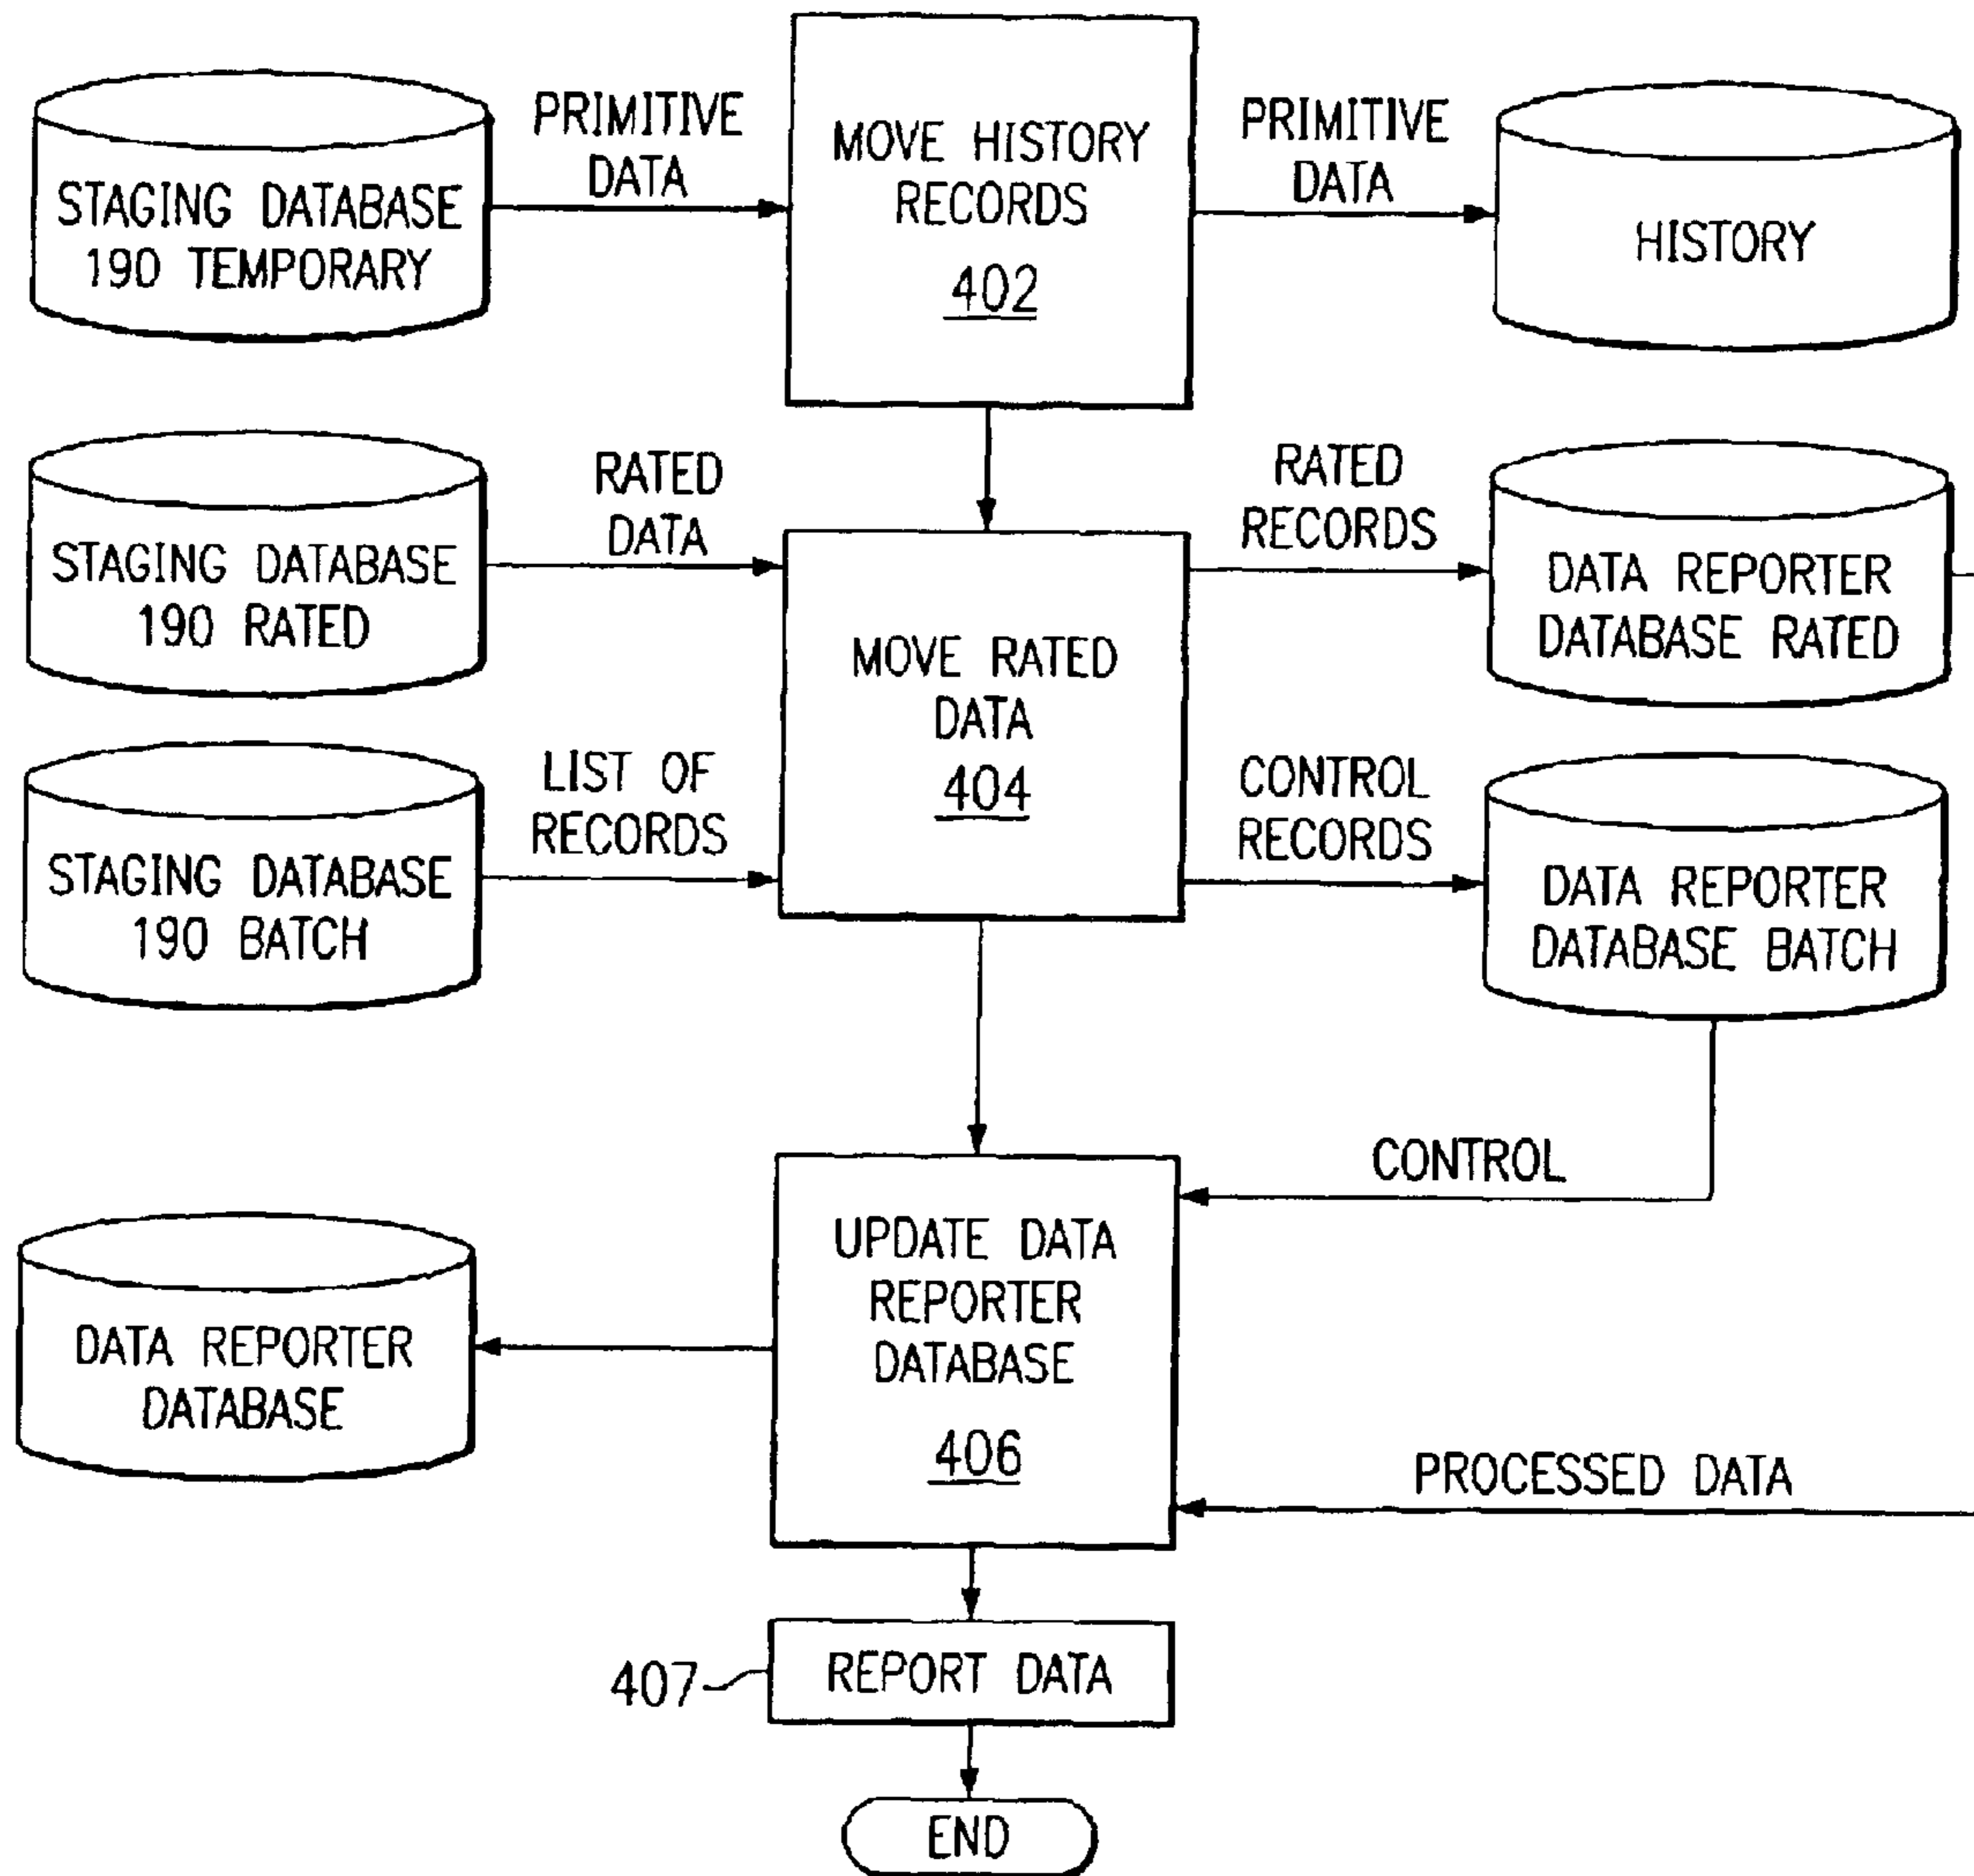 PRIMITIVE
DATA
STAGING DATABASE
190 TEMPORARY
MOVE HISTORY
RECORDS
402
PRIMITIVE
DATA
HISTORY
RATED
DATA
STAGING DATABASE
190 RATED
LIST OF
RECORDS
STAGING DATABASE
190 BATCH
MOVE RATED
DATA
404
RATED
RECORDS
DATA REPORTER
DATABASE RATED
CONTROL
RECORDS
DATA REPORTER
DATABASE BATCH
CONTROL
UPDATE DATA
REPORTER
DATABASE
406
DATA REPORTER
DATABASE
PROCESSED DATA
407
REPORT DATA
END